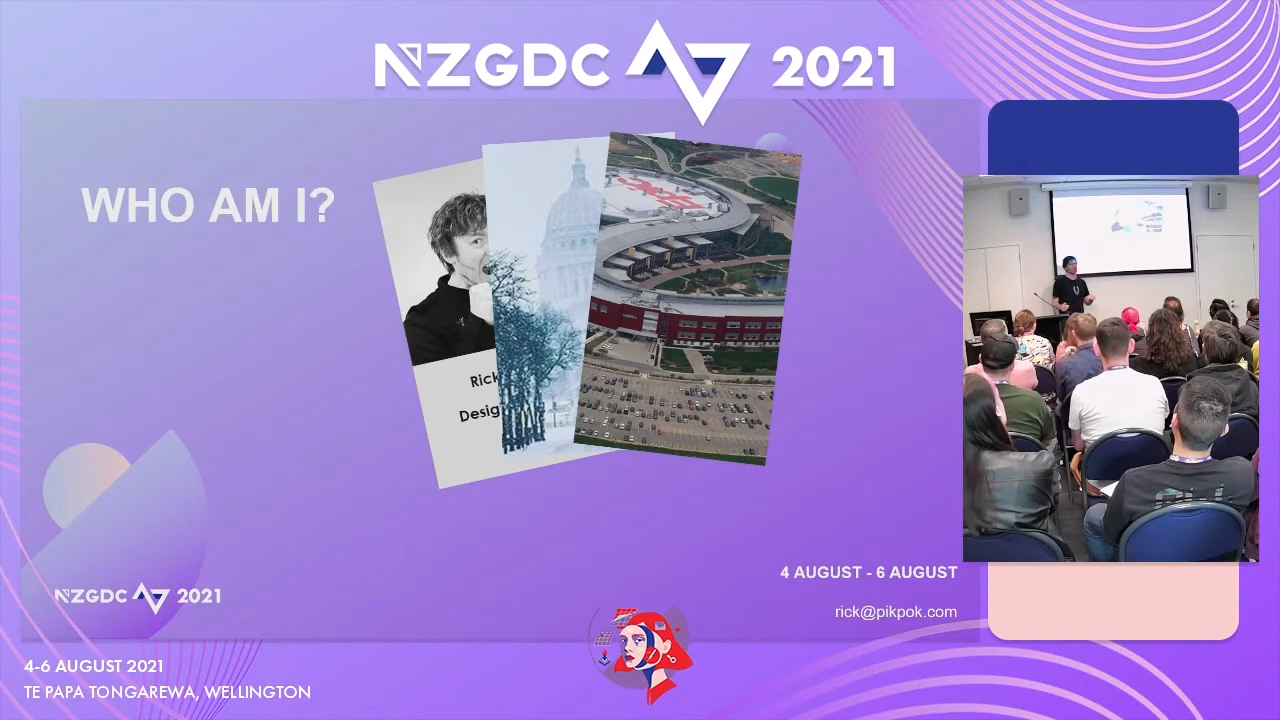 NZGDC 2021
WHO AM I?
Rick
Desig
4 AUGUST - 6 AUGUST
rick@pikpok.com
NZGDC 2021
4-6 AUGUST 2021
TE PAPA TONGAREWA, WELLINGTON